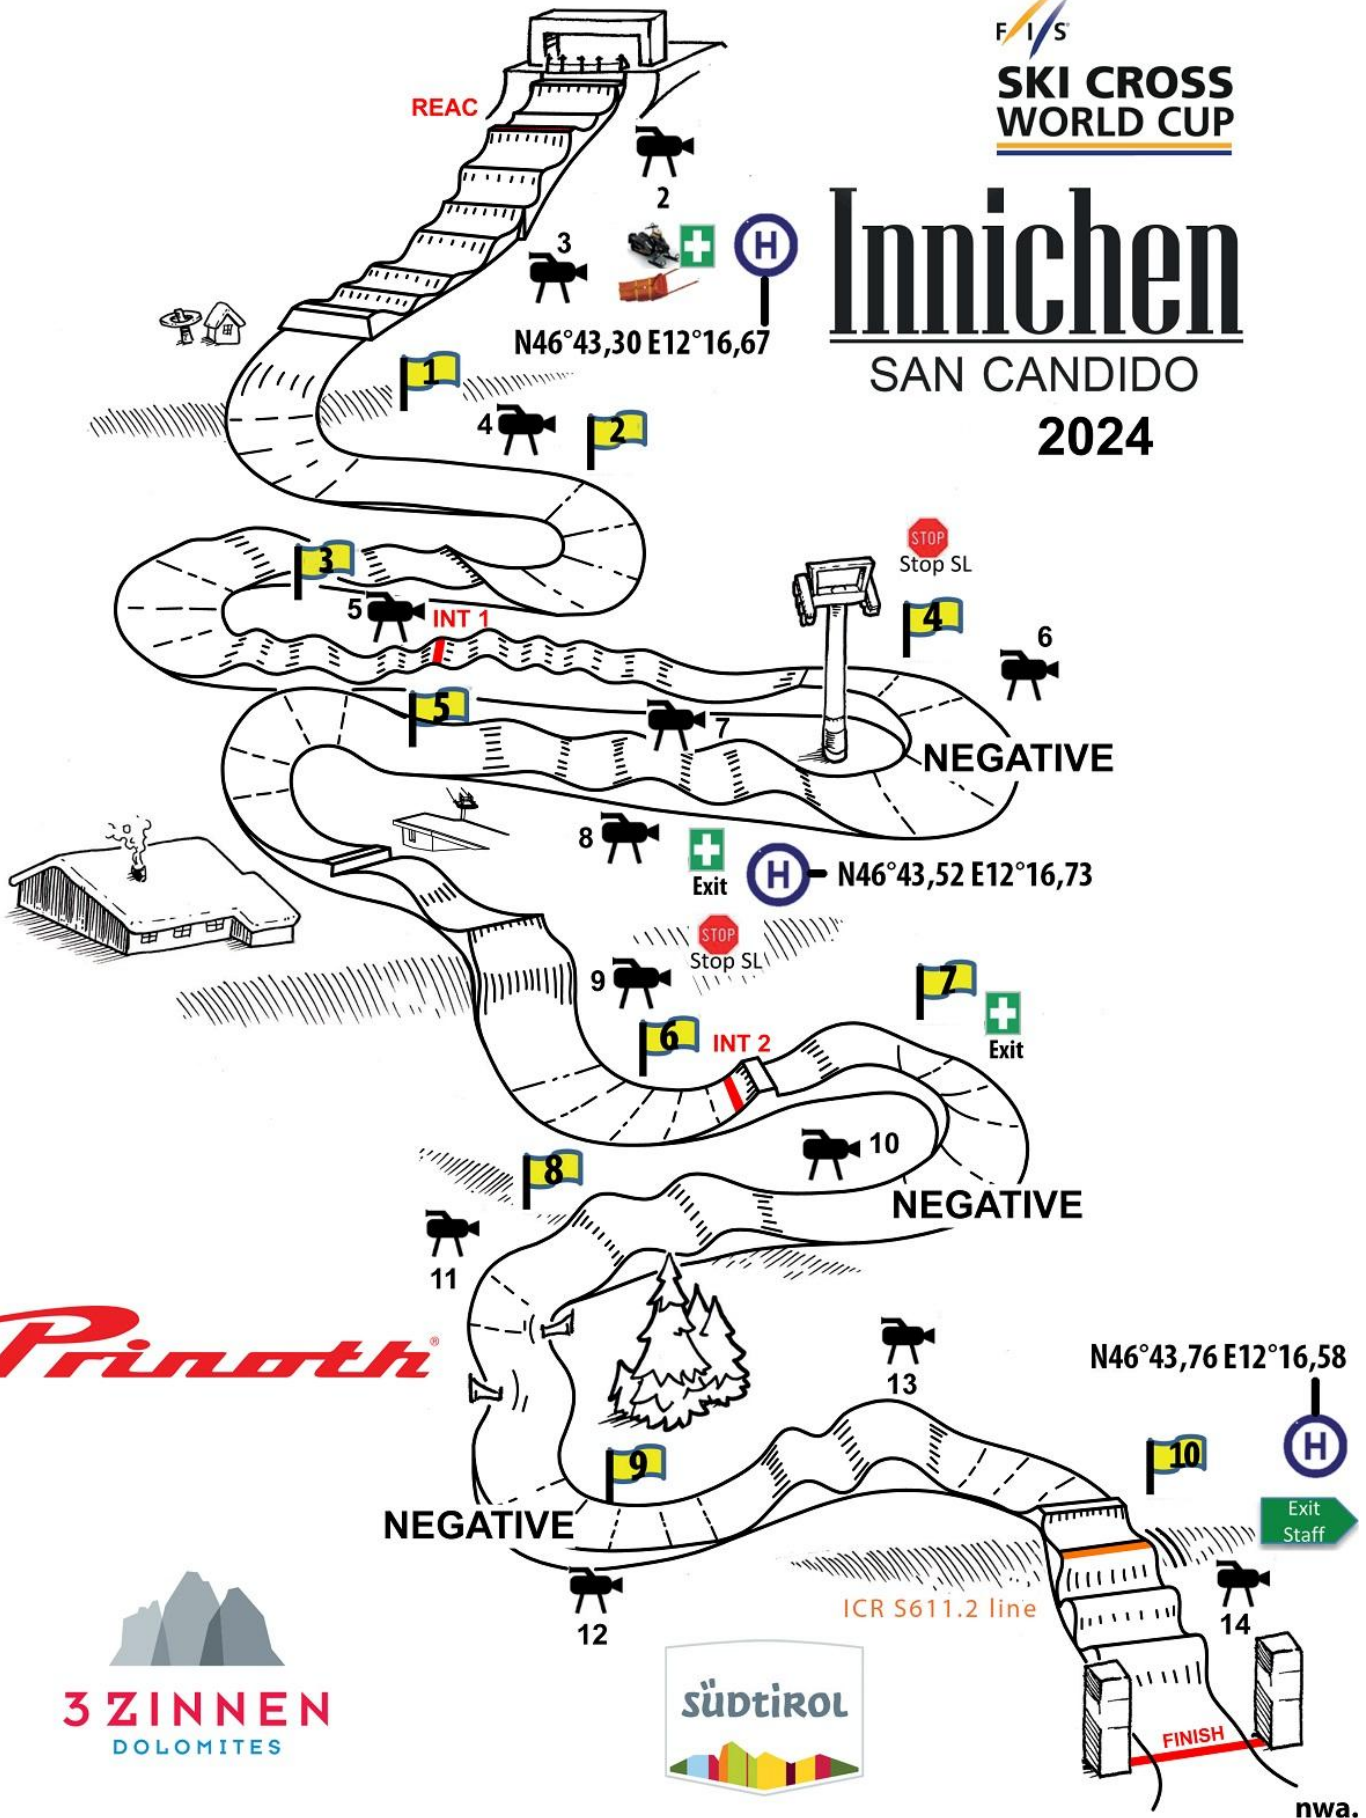 F/I/S
SKI CROSS
WORLD CUP
REAC
2
3
H
N46°43,30 E12°16,67
Innichen
SAN CANDIDO
2024
1
4
2
STOP
Stop SL
3
5
INT 1
4
6
5
7
NEGATIVE
8
Exit
H
N46°43,52 E12°16,73
STOP
Stop SL
9
7
Exit
6
INT 2
10
8
NEGATIVE
11
Prinoth®
13
N46°43,76 E12°16,58
H
9
10
NEGATIVE
Exit
Staff
12
ICR S611.2 line
14
3 ZINNEN
DOLOMITES
SÜDTIROL
FINISH
nwa.